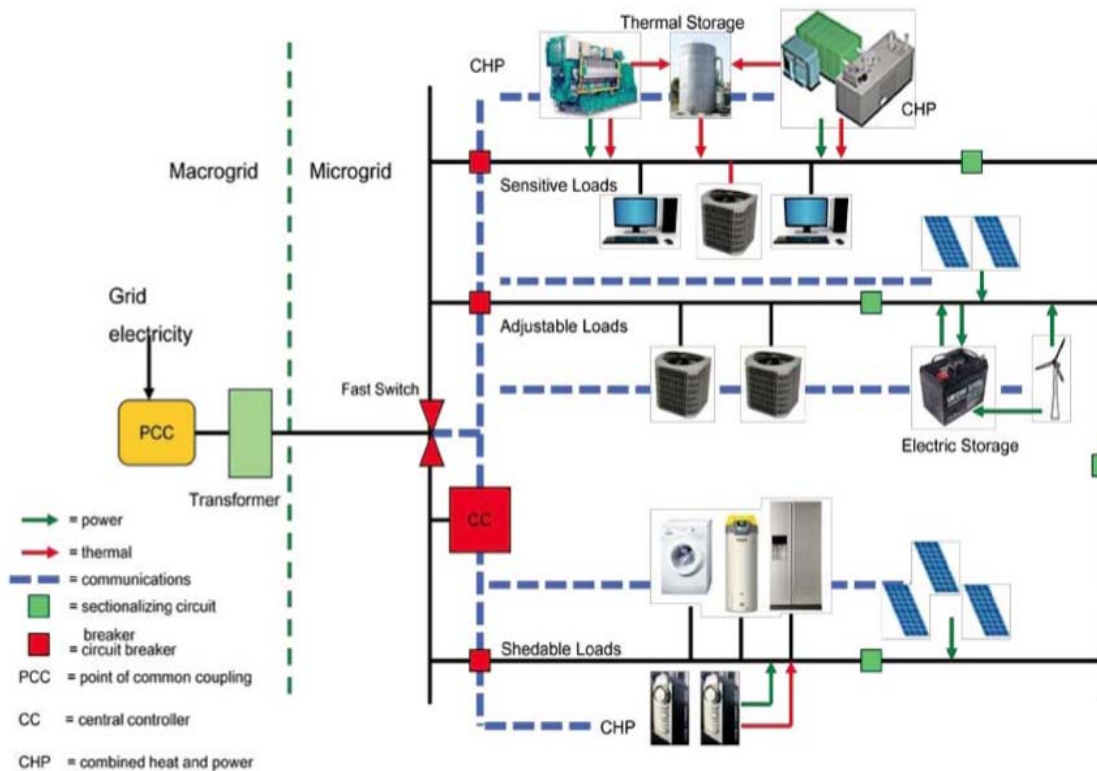 Thermal Storage
CHP
CHP
Macrogrid
Microgrid
Sensitive Loads
Grid
electricity
Adjustable Loads
Fast Switch
PCC
Electric Storage
Transformer
CC
= power
= thermal
= communications
= sectionalizing circuit
breaker
= circuit breaker
PCC = point of common coupling
CC = central controller
CHP = combined heat and power
Shedable Loads
CHP